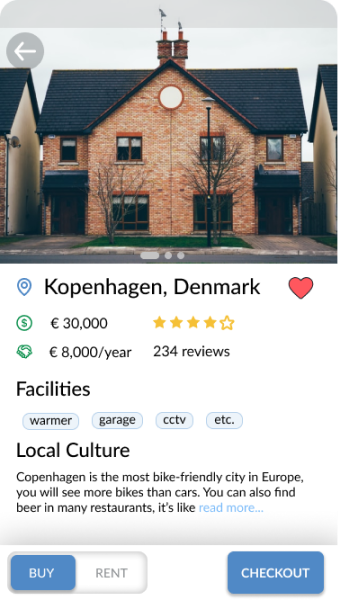 Kopenhagen, Denmark
€ 30,000
€ 8,000/year 234 reviews
Facilities
warmer garage cctv etc.
Local Culture
Copenhagen is the most bike-friendly city in Europe,
you will see more bikes than cars. You can also find
beer in many restaurants, it's like read more...
BUY RENT CHECKOUT